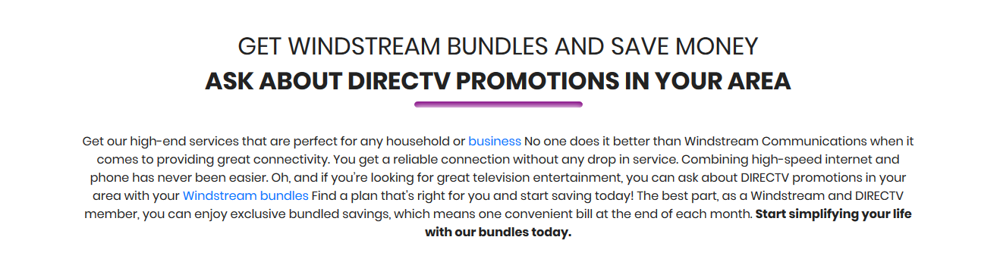 GET WINDSTREAM BUNDLES AND SAVE MONEY
ASK ABOUT DIRECTV PROMOTIONS IN YOUR AREA
Get our high-end services that are perfect for any household or business No one does it better than Windstream Communications when it
comes to providing great connectivity. You get a reliable connection without any drop in service. Combining high-speed internet and
phone has never been easier. Oh, and if you're looking for great television entertainment, you can ask about DIRECTV promotions in your
area with your Windstream bundles Find a plan that's right for you and start saving today! The best part, as a Windstream and DIRECTV
member, you can enjoy exclusive bundled savings, which means one convenient bill at the end of each month. Start simplifying your life
with our bundles today.